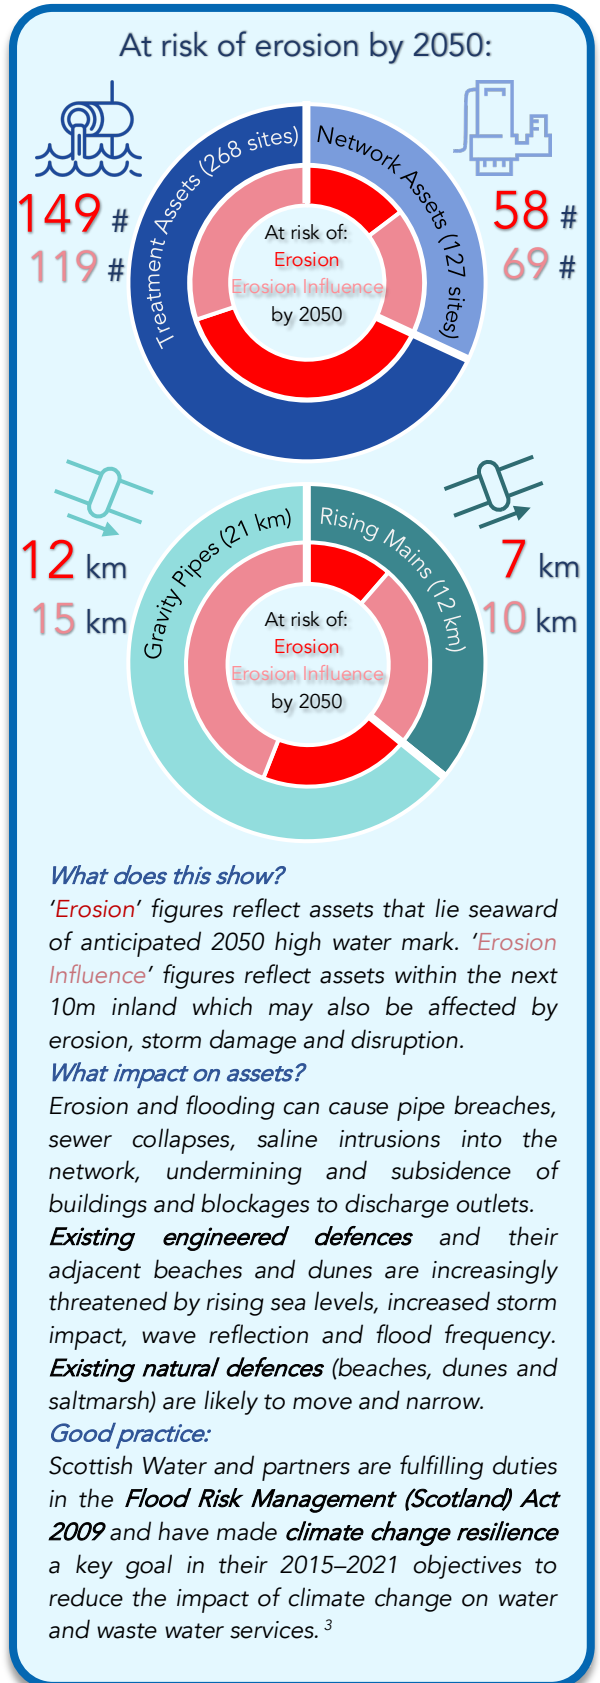 At risk of erosion by 2050:
Treatment Assets (268 sites)
Network Assets (127 sites)
149 #
119 #
58 #
69 #
At risk of:
Erosion
Erosion Influence
by 2050
Gravity Pipes (21 km)
Rising Mains (12 km)
12 km
15 km
7 km
10 km
At risk of:
Erosion
Erosion Influence
by 2050
What does this show?
‘Erosion’ figures reflect assets that lie seaward
of anticipated 2050 high water mark. ‘Erosion
Influence’ figures reflect assets within the next
10m inland which may also be affected by
erosion, storm damage and disruption.
What impact on assets?
Erosion and flooding can cause pipe breaches,
sewer collapses, saline intrusions into the
network, undermining and subsidence of
buildings and blockages to discharge outlets.
Existing engineered defences and their
adjacent beaches and dunes are increasingly
threatened by rising sea levels, increased storm
impact, wave reflection and flood frequency.
Existing natural defences (beaches, dunes and
saltmarsh) are likely to move and narrow.
Good practice:
Scottish Water and partners are fulfilling duties
in the Flood Risk Management (Scotland) Act
2009 and have made climate change resilience
a key goal in their 2015–2021 objectives to
reduce the impact of climate change on water
and waste water services. 3